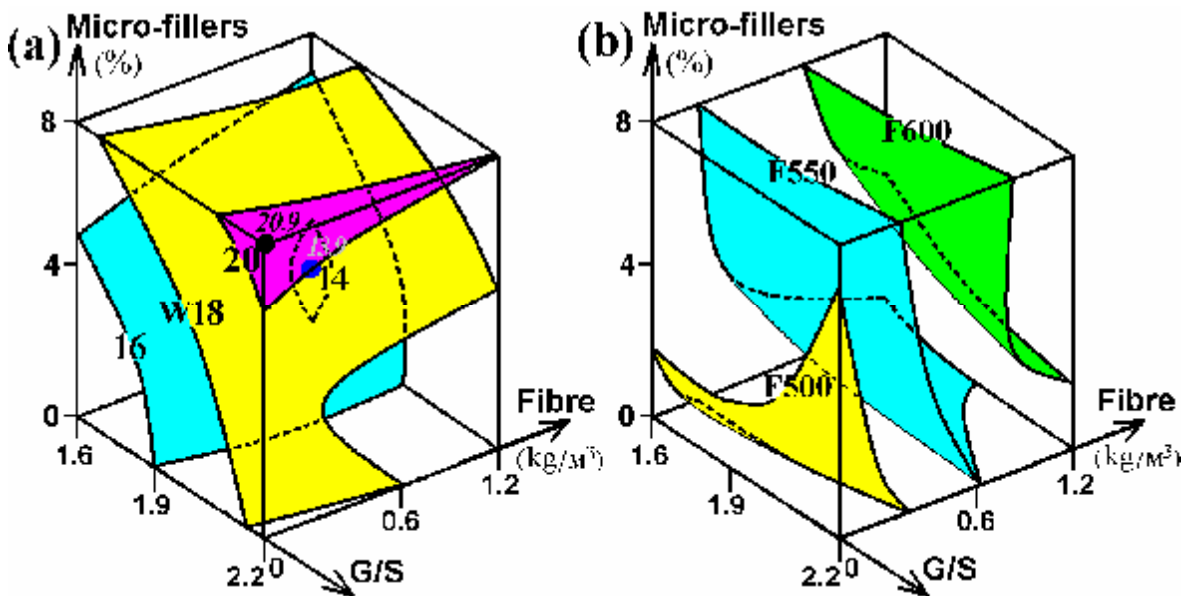 Micro-fillers
(a)
(%)
8
20.9
13.9
20
14
4
W18
16
0
Fibre
1.6
(kg/м³)
1.2
1.9
0.6
2.2
0
G/S
Micro-fillers
(b)
(%)
8
F600
F550
4
F500
0
Fibre
1.6
(kg/м³)
1.2
1.9
0.6
2.2
0
G/S